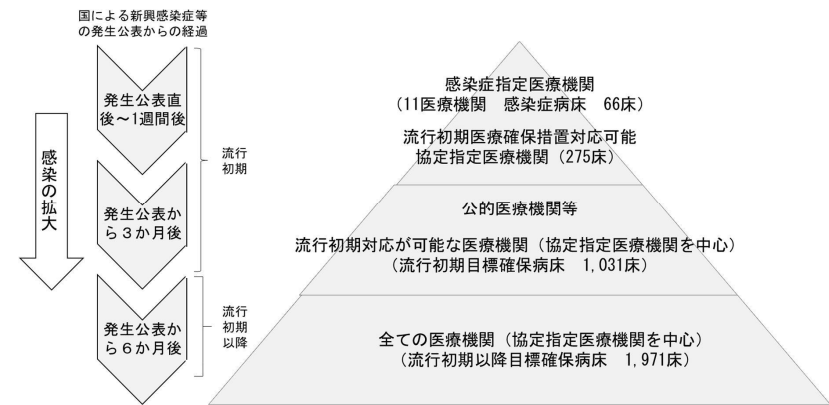 国による新興感染症等
の発生公表からの経過
発生公表直
後～1週間後
発生公表か
ら3か月後
発生公表か
ら6か月後
感染の拡大
流行
初期
流行
初期
以降
感染症指定医療機関
（11医療機関　感染症病床　66床）
流行初期医療確保措置対応可能
協定指定医療機関（275床）
公的医療機関等
流行初期対応が可能な医療機関（協定指定医療機関を中心）
（流行初期目標確保病床　1,031床）
全ての医療機関（協定指定医療機関を中心）
（流行初期以降目標確保病床　1,971床）